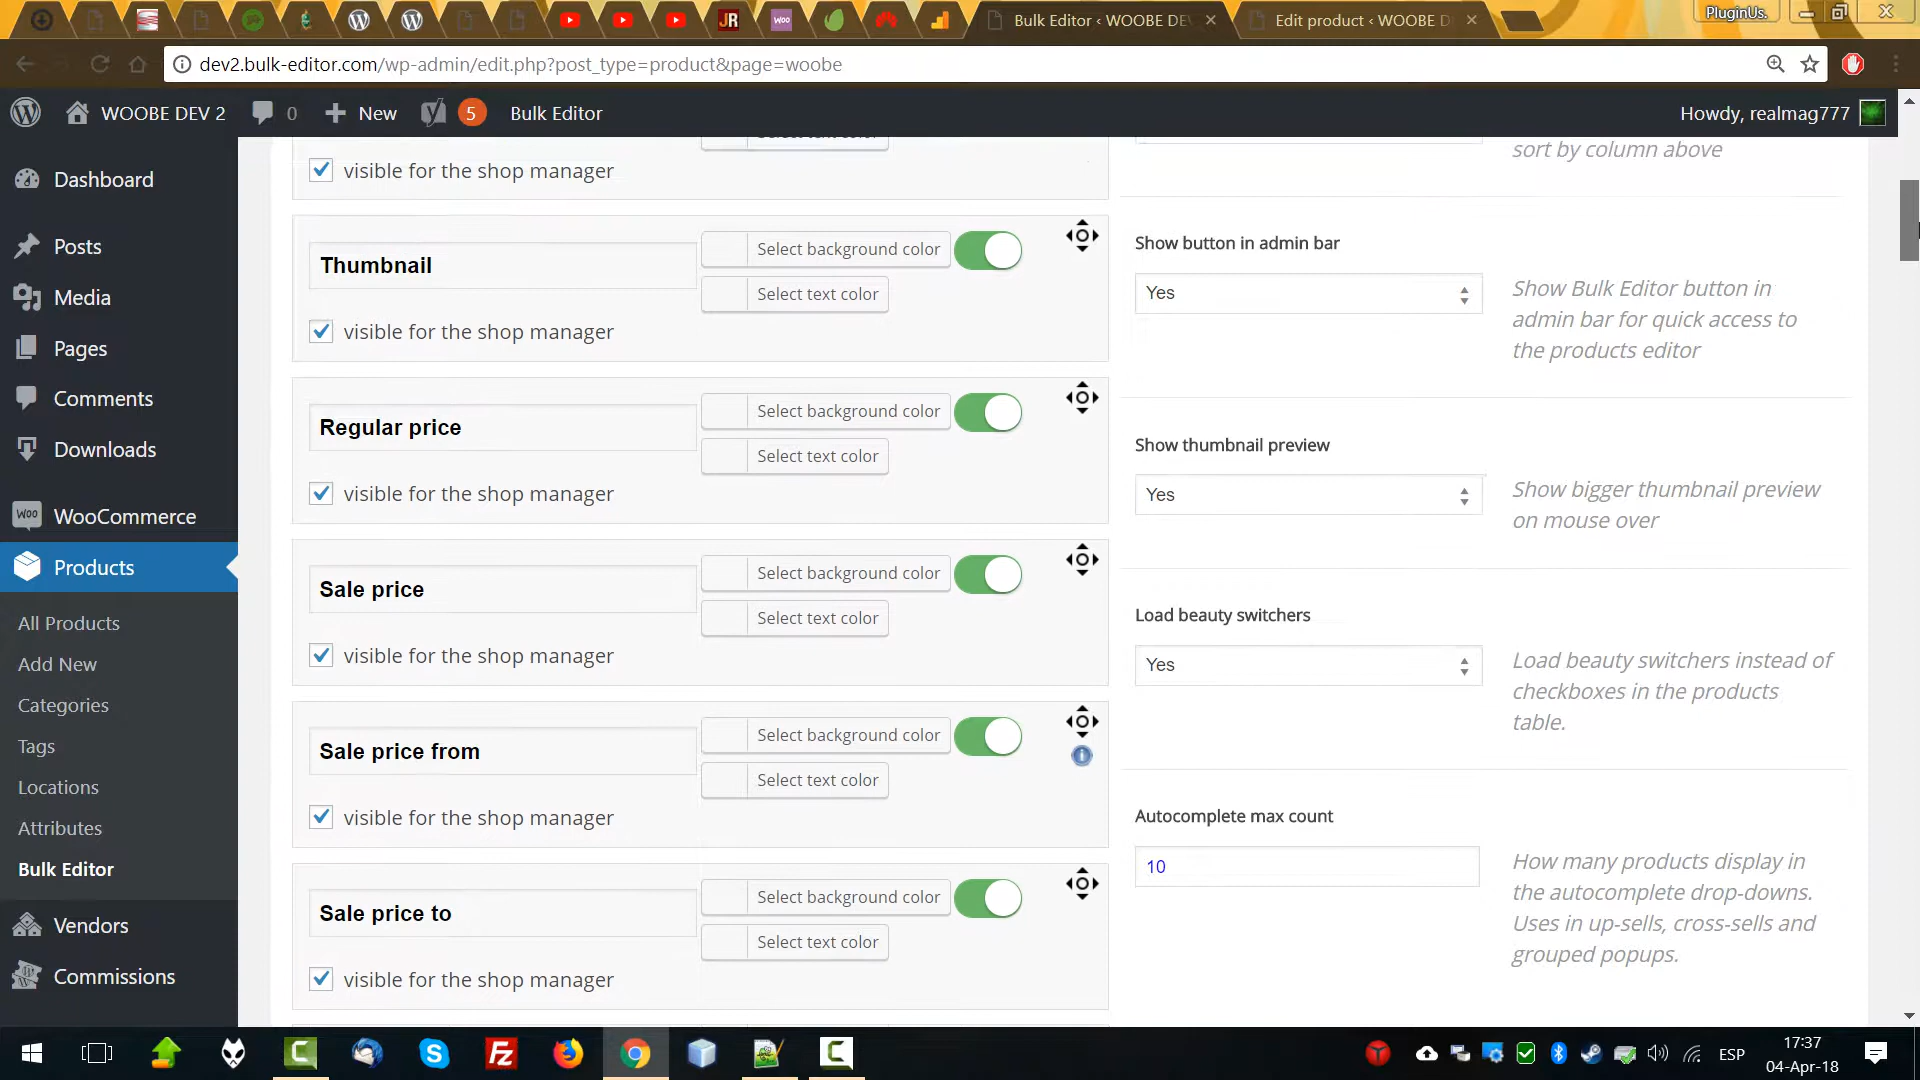 Bulk Editor ‹ WOOBE DE
Edit product ‹ WOOBE D
PluginUs.
dev2.bulk-editor.com/wp-admin/edit.php?post_type=product&page=woobe
WOOBE DEV 2
0
New
5
Bulk Editor
Howdy, realmag777
Dashboard
Posts
Media
Pages
Comments
Downloads
WooCommerce
Products
All Products
Add New
Categories
Tags
Locations
Attributes
Bulk Editor
Vendors
Commissions
Select text color
visible for the shop manager
Thumbnail
Select background color
Select text color
visible for the shop manager
Regular price
Select background color
Select text color
visible for the shop manager
Sale price
Select background color
Select text color
visible for the shop manager
Sale price from
Select background color
Select text color
visible for the shop manager
Sale price to
Select background color
Select text color
visible for the shop manager
sort by column above
Show button in admin bar
Yes
Show Bulk Editor button in
admin bar for quick access to
the products editor
Show thumbnail preview
Yes
Show bigger thumbnail preview
on mouse over
Load beauty switchers
Yes
Load beauty switchers instead of
checkboxes in the products
table.
Autocomplete max count
10
How many products display in
the autocomplete drop-downs.
Uses in up-sells, cross-sells and
grouped popups.
JR
woo
Woo
Fz
ESP
17:37
04-Apr-18